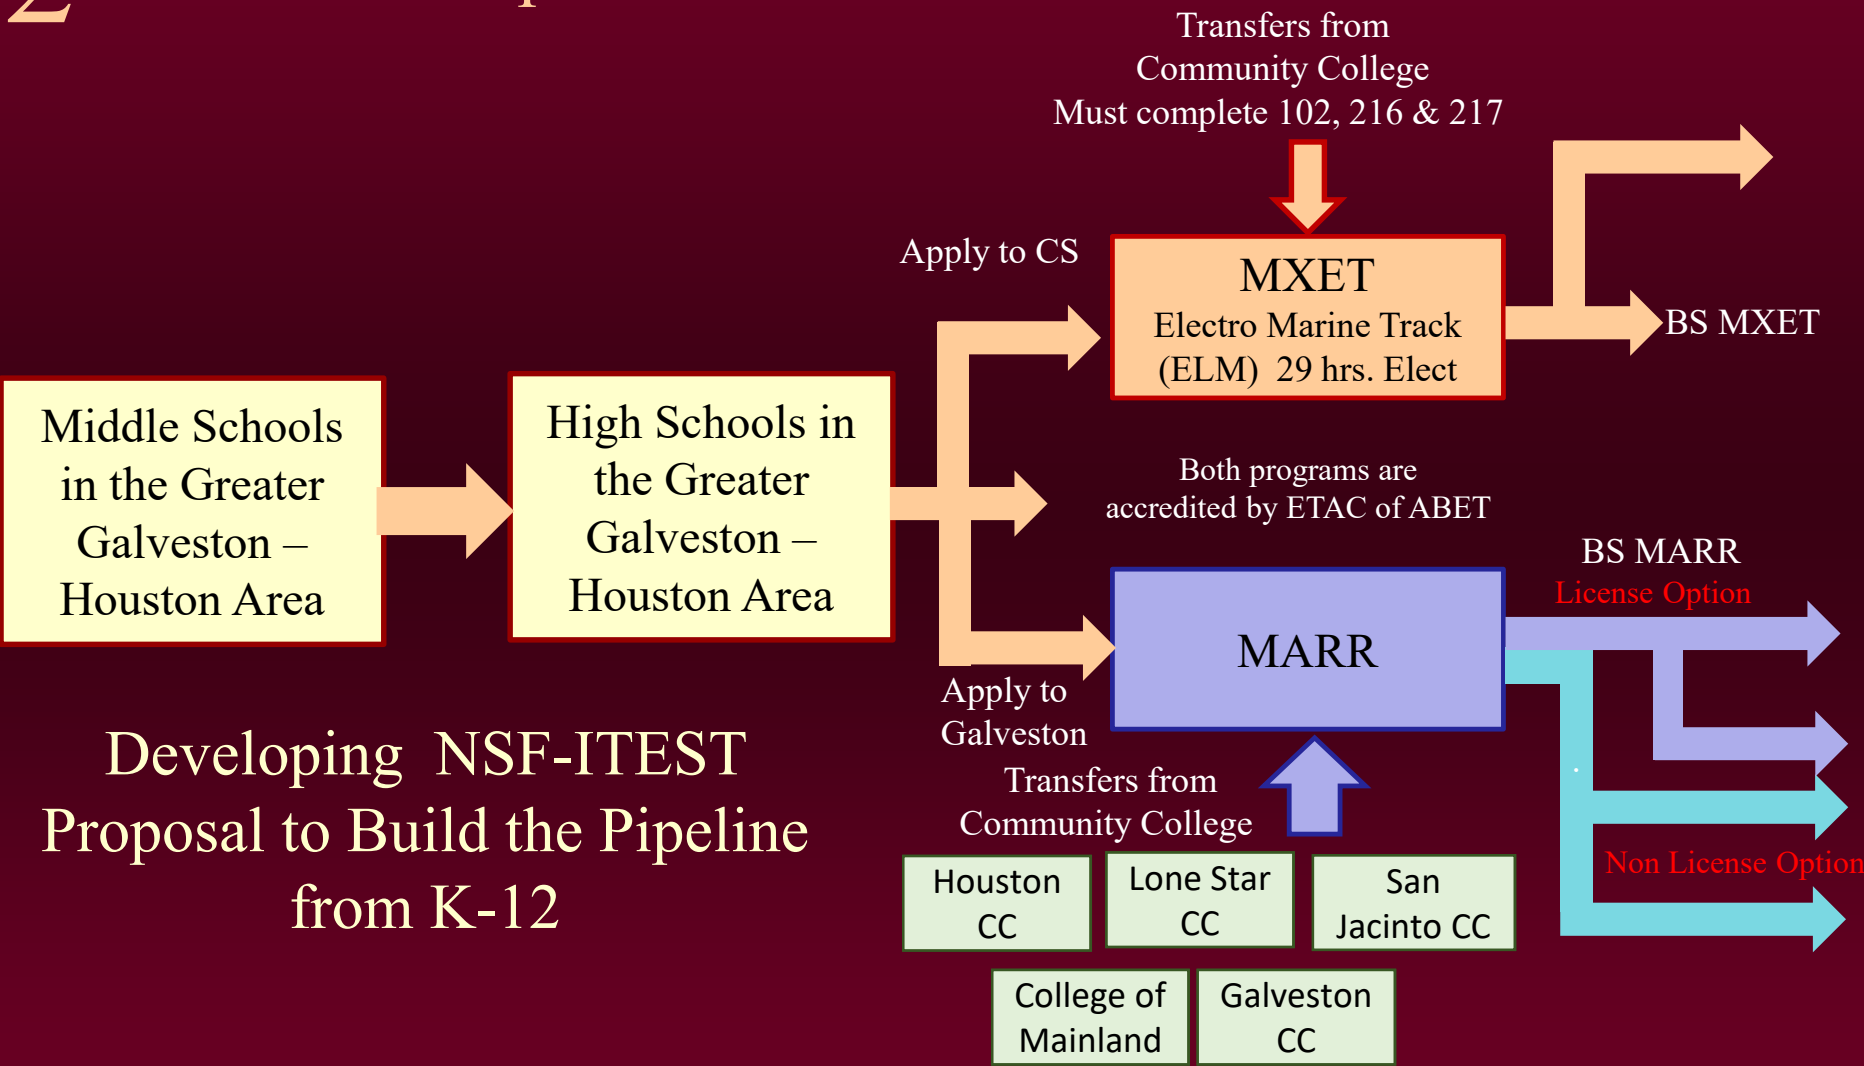 2
Transfers from
Community College
Must complete 102, 216 & 217
Apply to CS
MXET
Electro Marine Track
(ELM) 29 hrs. Elect
BS MXET
Middle Schools
in the Greater
Galveston –
Houston Area
High Schools in
the Greater
Galveston –
Houston Area
Both programs are
accredited by ETAC of ABET
BS MARR
License Option
MARR
Apply to
Galveston
Developing NSF-ITEST
Proposal to Build the Pipeline
from K-12
Transfers from
Community College
Non License Option
Houston
CC
Lone Star
CC
San
Jacinto CC
College of
Mainland
Galveston
CC